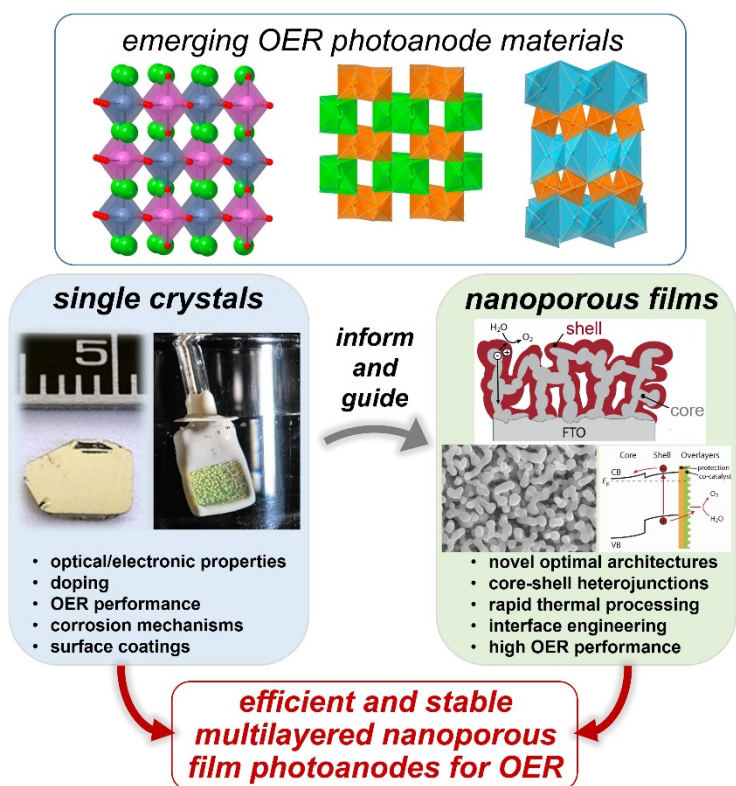 emerging OER photoanode materials
single crystals
5
inform
and
guide
nanoporous films
H₂O
O₂
shell
core
FTO
Core Shell Overlayers
protection
co-catalyst
CB
E_F
O₂
H₂O
VB
• optical/electronic properties
• doping
• OER performance
• corrosion mechanisms
• surface coatings
• novel optimal architectures
• core-shell heterojunctions
• rapid thermal processing
• interface engineering
• high OER performance
efficient and stable
multilayered nanoporous
film photoanodes for OER